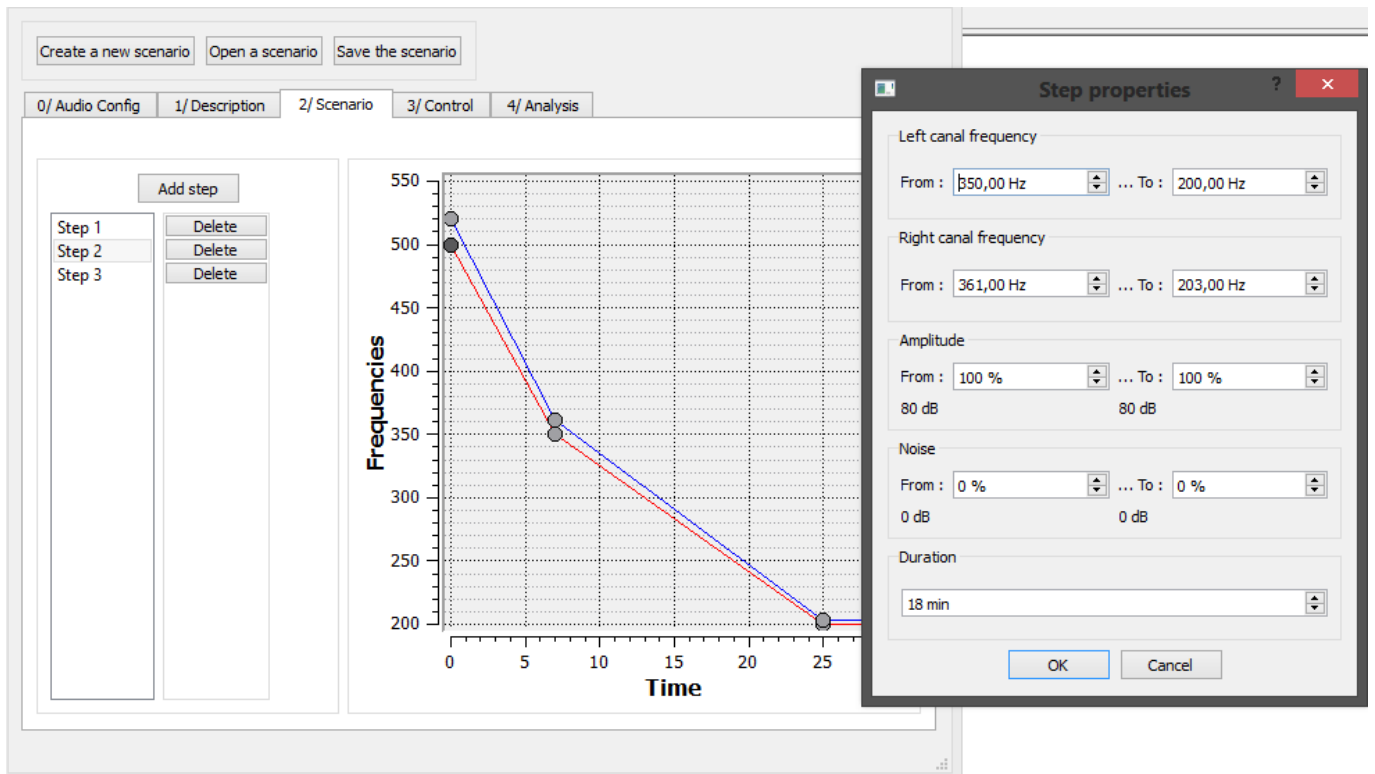 Create a new scenario Open a scenario Save the scenario
0/ Audio Config 1/ Description 2/ Scenario 3/ Control 4/ Analysis
Add step
Step 1 Delete
Step 2 Delete
Step 3 Delete
550
500
450
400
350
300
250
200
Frequencies
0 5 10 15 20 25
Time
Step properties ? x
Left canal frequency
From : 350,00 Hz ... To : 200,00 Hz
Right canal frequency
From : 361,00 Hz ... To : 203,00 Hz
Amplitude
From : 100 % ... To : 100 %
80 dB 80 dB
Noise
From : 0 % ... To : 0 %
0 dB 0 dB
Duration
18 min
OK Cancel